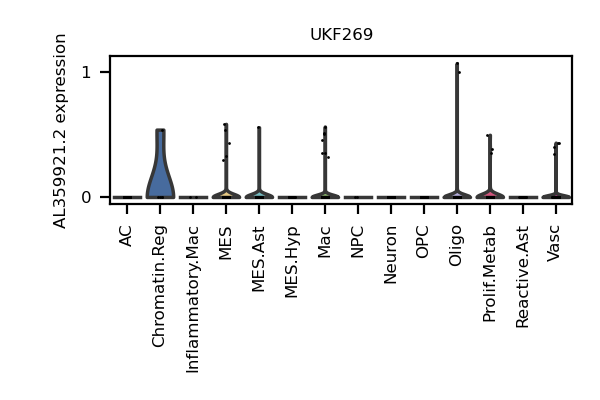 UKF269
AL359921.2 expression
1
0
AC
Chromatin.Reg
Inflammatory.Mac
MES
MES.Ast
MES.Hyp
Mac
NPC
Neuron
OPC
Oligo
Prolif.Metab
Reactive.Ast
Vasc